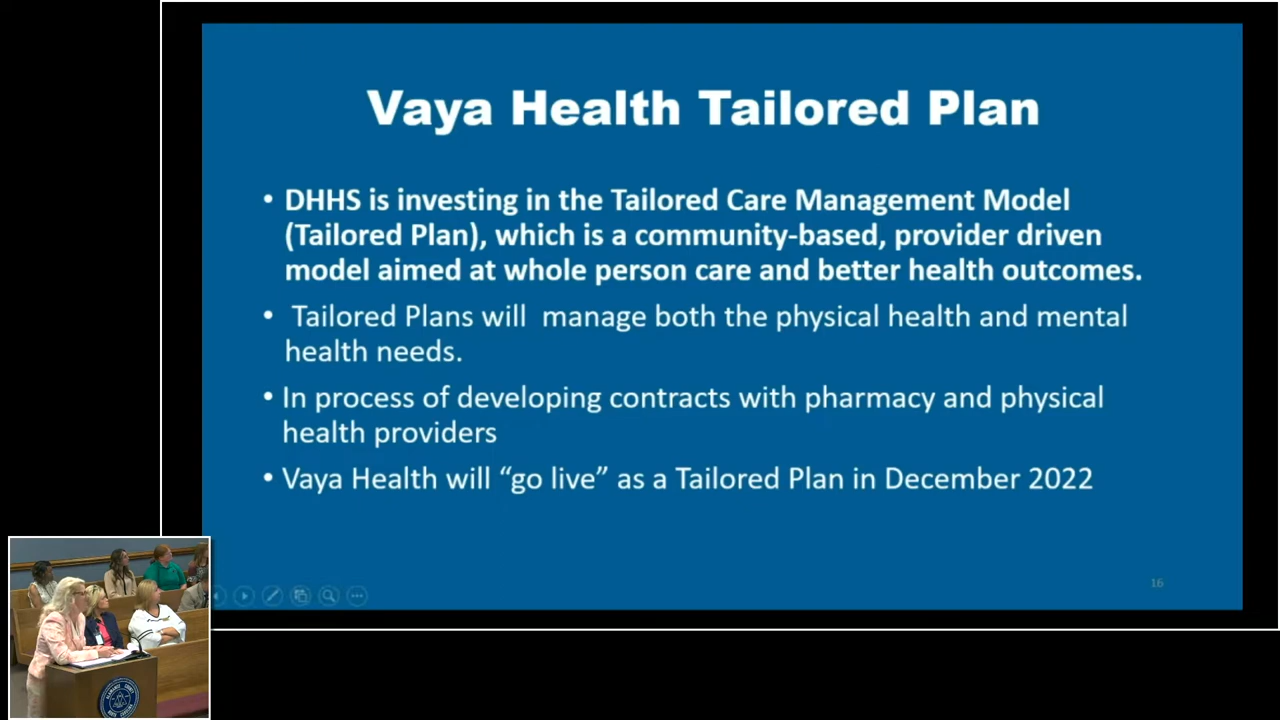 Vaya Health Tailored Plan
• DHHS is investing in the Tailored Care Management Model
(Tailored Plan), which is a community-based, provider driven
model aimed at whole person care and better health outcomes.
• Tailored Plans will manage both the physical health and mental
health needs.
• In process of developing contracts with pharmacy and physical
health providers
• Vaya Health will “go live” as a Tailored Plan in December 2022
16